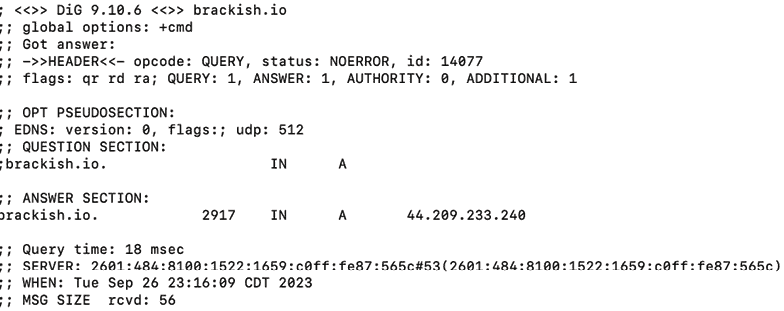 ; <<>> DiG 9.10.6 <<>> brackish.io
;; global options: +cmd
;; Got answer:
;; ->>HEADER<<- opcode: QUERY, status: NOERROR, id: 14077
;; flags: qr rd ra; QUERY: 1, ANSWER: 1, AUTHORITY: 0, ADDITIONAL: 1
;; OPT PSEUDOSECTION:
; EDNS: version: 0, flags:; udp: 512
;; QUESTION SECTION:
;brackish.io. IN A
;; ANSWER SECTION:
brackish.io. 2917 IN A 44.209.233.240
;; Query time: 18 msec
;; SERVER: 2601:484:8100:1522:1659:c0ff:fe87:565c#53(2601:484:8100:1522:1659:c0ff:fe87:565c)
;; WHEN: Tue Sep 26 23:16:09 CDT 2023
;; MSG SIZE rcvd: 56